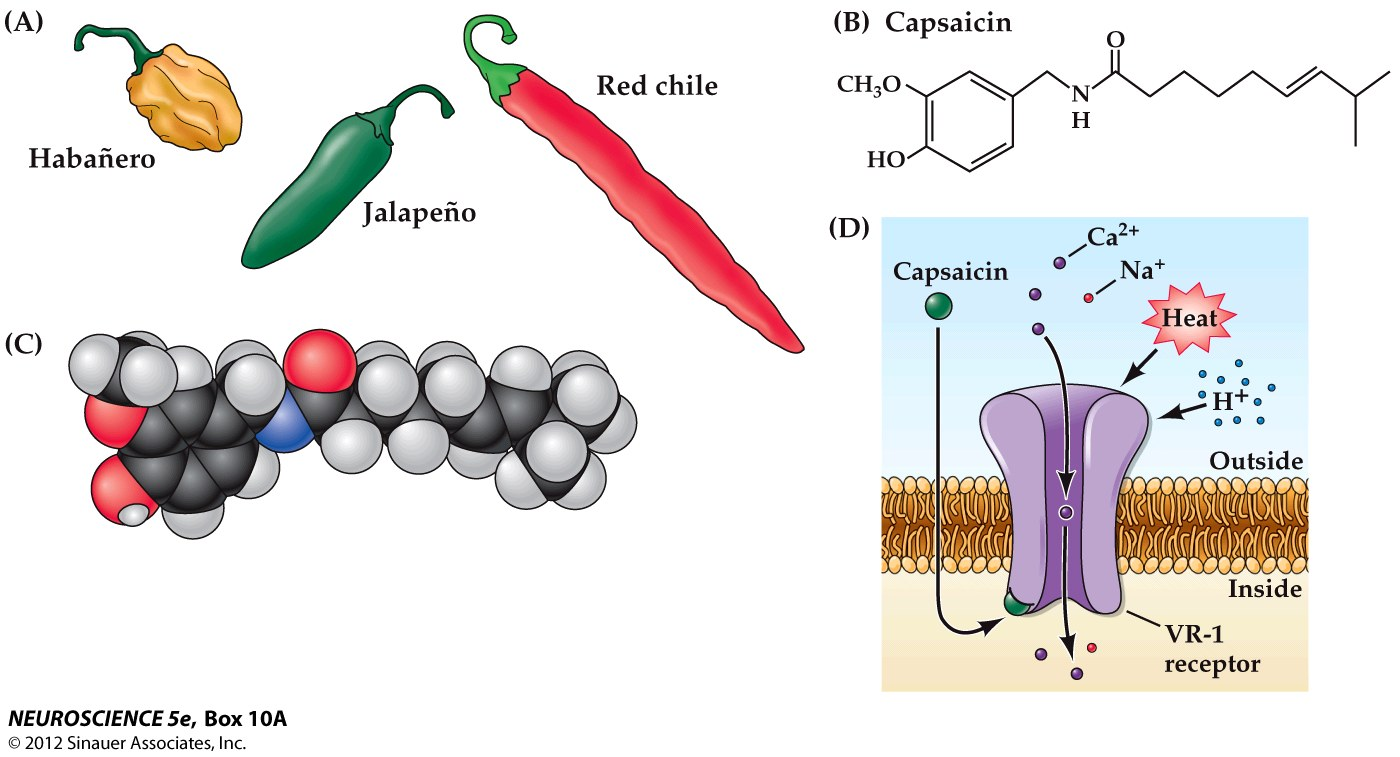 (A)
Habañero
Jalapeño
Red chile
(B) Capsaicin
O
CH₃O
N
H
HO
(C)
(D)
Ca²⁺
Na⁺
Capsaicin
Heat
H⁺
Outside
Inside
VR-1
receptor
NEUROSCIENCE 5e, Box 10A
© 2012 Sinauer Associates, Inc.